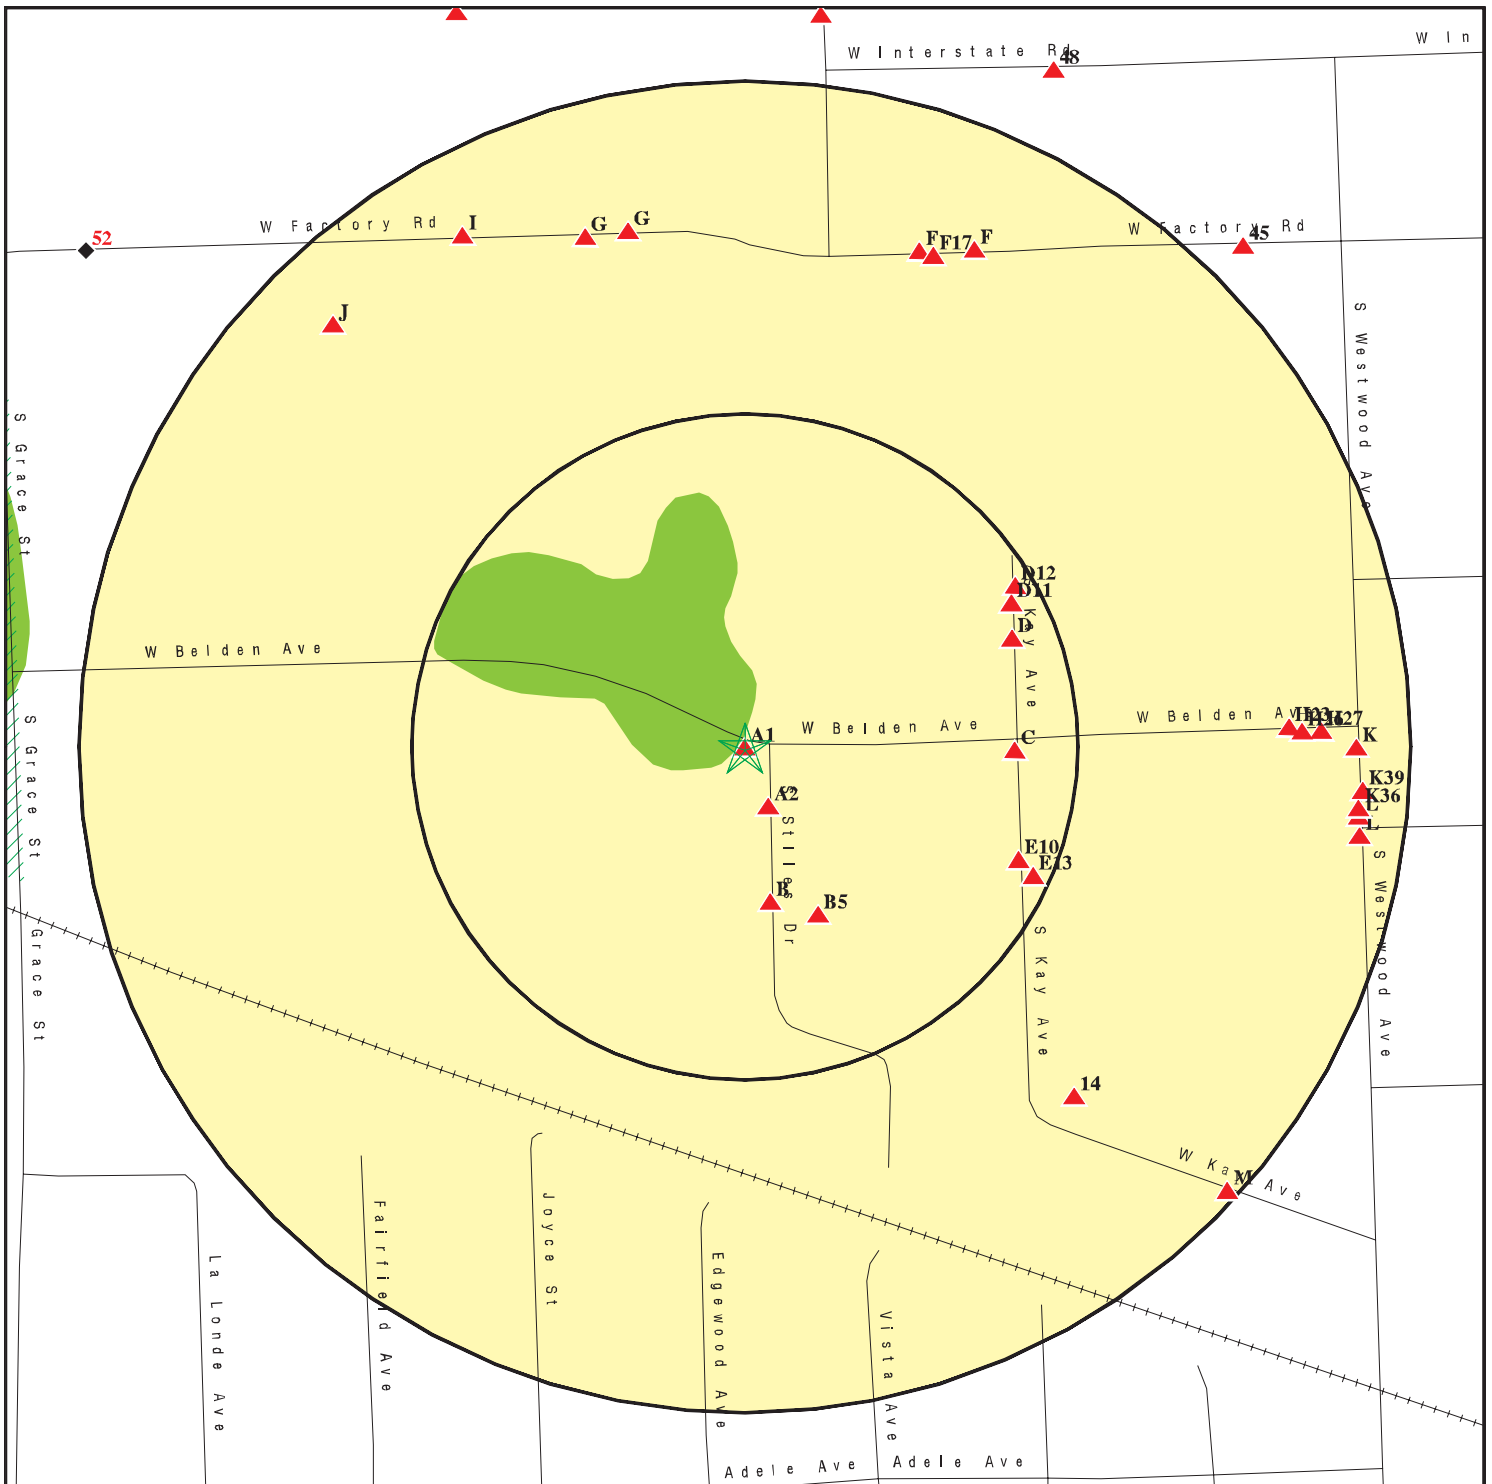 W In
W Interstate Rd
48
W Factory Rd
I
G
G
F
F17
F
W Factory Rd
45
52
J
S Westwood Ave
S Grace St
D12
D11
D
S Kay Ave
W Belden Ave
A1
W Belden Ave
W Belden Ave
H23
H26
H27
K
C
S Grace St
K39
K36
L
L
A2
S Stiles Dr
E10
E13
B
B5
S Westwood Ave
S Kay Ave
Grace St
14
W Kay Ave
M
Joyce St
Fairfield Ave
La Londe Ave
Edgewood Ave
Vista Ave
Adele Ave
Adele Ave